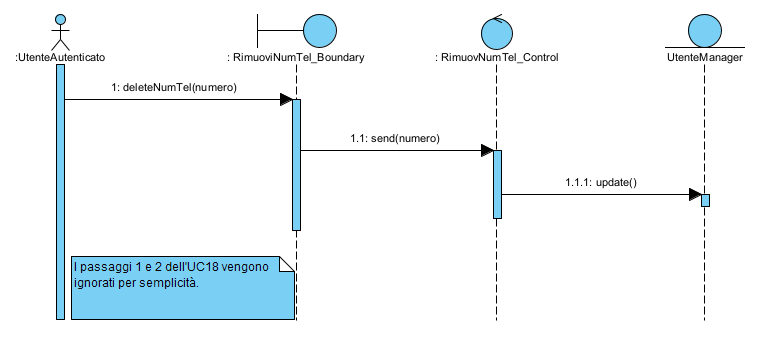 :UtenteAutenticato
: RimuoviNumTel_Boundary
: RimuovNumTel_Control
UtenteManager
1: deleteNumTel(numero)
1.1: send(numero)
1.1.1: update()
I passaggi 1 e 2 dell'UC18 vengono
ignorati per semplicità.